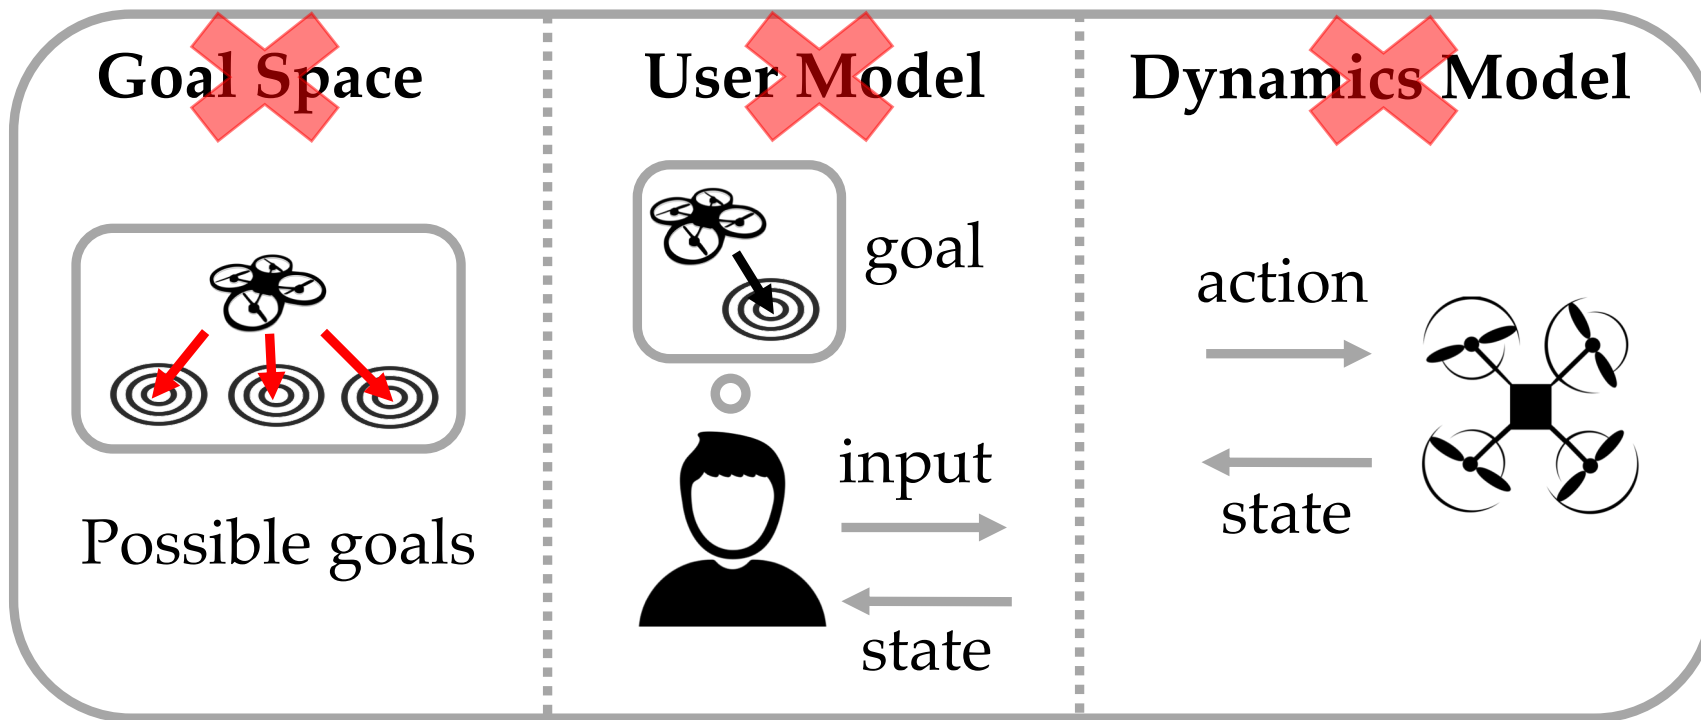 Goal Space
Possible goals
User Model
goal
input
state
Dynamics Model
action
state